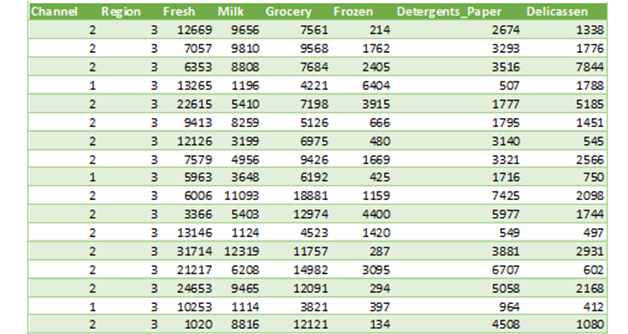 Channel Region Fresh Milk Grocery Frozen Detergents_Paper Delicassen
2 3 12669 9656 7561 214 2674 1338
2 3 7057 9810 9568 1762 3293 1776
2 3 6353 8808 7684 2405 3516 7844
1 3 13265 1196 4221 6404 507 1788
2 3 22615 5410 7198 3915 1777 5185
2 3 9413 8259 5126 666 1795 1451
2 3 12126 3199 6975 480 3140 545
2 3 7579 4956 9426 1669 3321 2566
1 3 5963 3648 6192 425 1716 750
2 3 6006 11093 18881 1159 7425 2098
2 3 3366 5403 12974 4400 5977 1744
2 3 13146 1124 4523 1420 549 497
2 3 31714 12319 11757 287 3881 2931
2 3 21217 6208 14982 3095 6707 602
2 3 24653 9465 12091 294 5058 2168
1 3 10253 1114 3821 397 964 412
2 3 1020 8816 12121 134 4508 1080